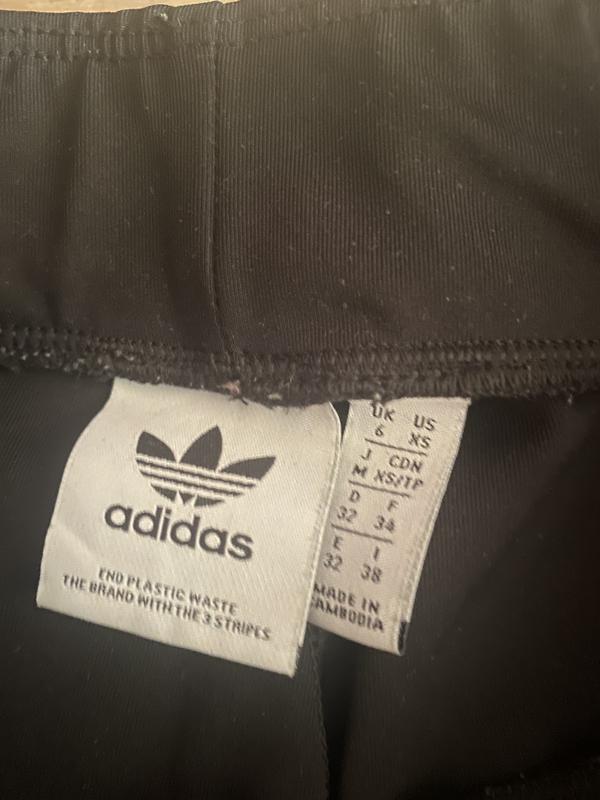 adidas
END PLASTIC WASTE
THE BRAND WITH THE 3 STRIPES
UK US
6 XS
J CDN
M XS/TP
D F
32 34
E I
32 38
MADE IN
CAMBODIA